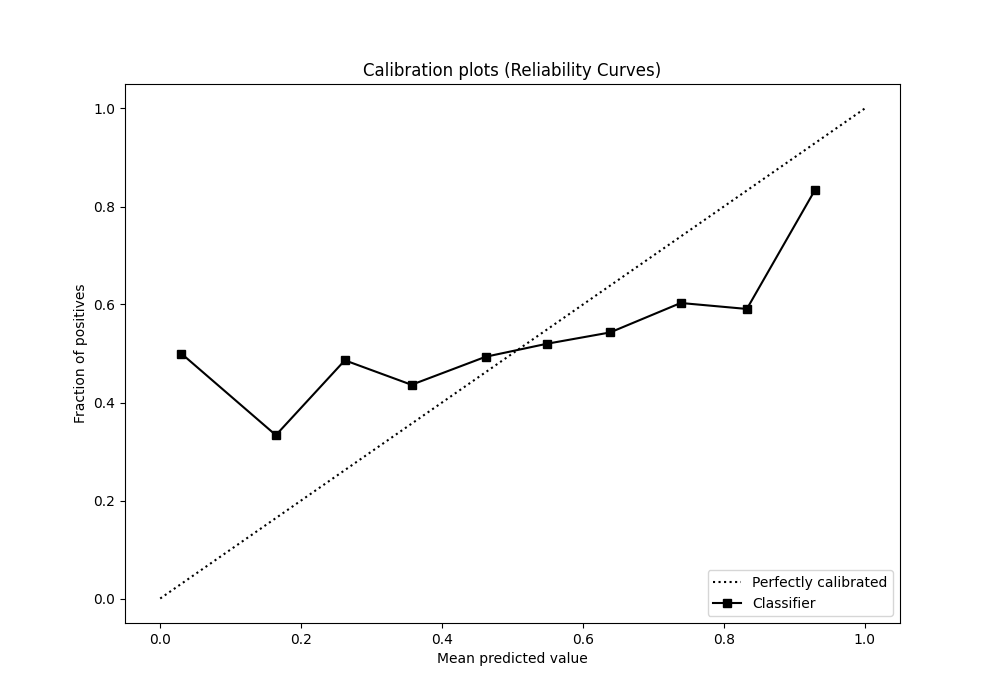 Calibration plots (Reliability Curves)
Fraction of positives
1.0
0.8
0.6
0.4
0.2
0.0
0.0 0.2 0.4 0.6 0.8 1.0
Mean predicted value
Perfectly calibrated
Classifier